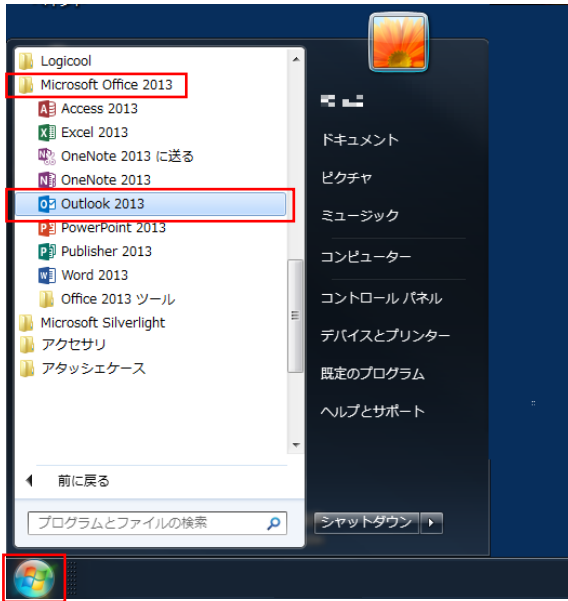 Logicool
Microsoft Office 2013
Access 2013
Excel 2013
OneNote 2013 に送る
OneNote 2013
Outlook 2013
PowerPoint 2013
Publisher 2013
Word 2013
Office 2013 ツール
Microsoft Silverlight
アクセサリ
アタッシェケース
前に戻る
プログラムとファイルの検索
ドキュメント
ピクチャ
ミュージック
コンピューター
コントロール パネル
デバイスとプリンター
既定のプログラム
ヘルプとサポート
シャットダウン